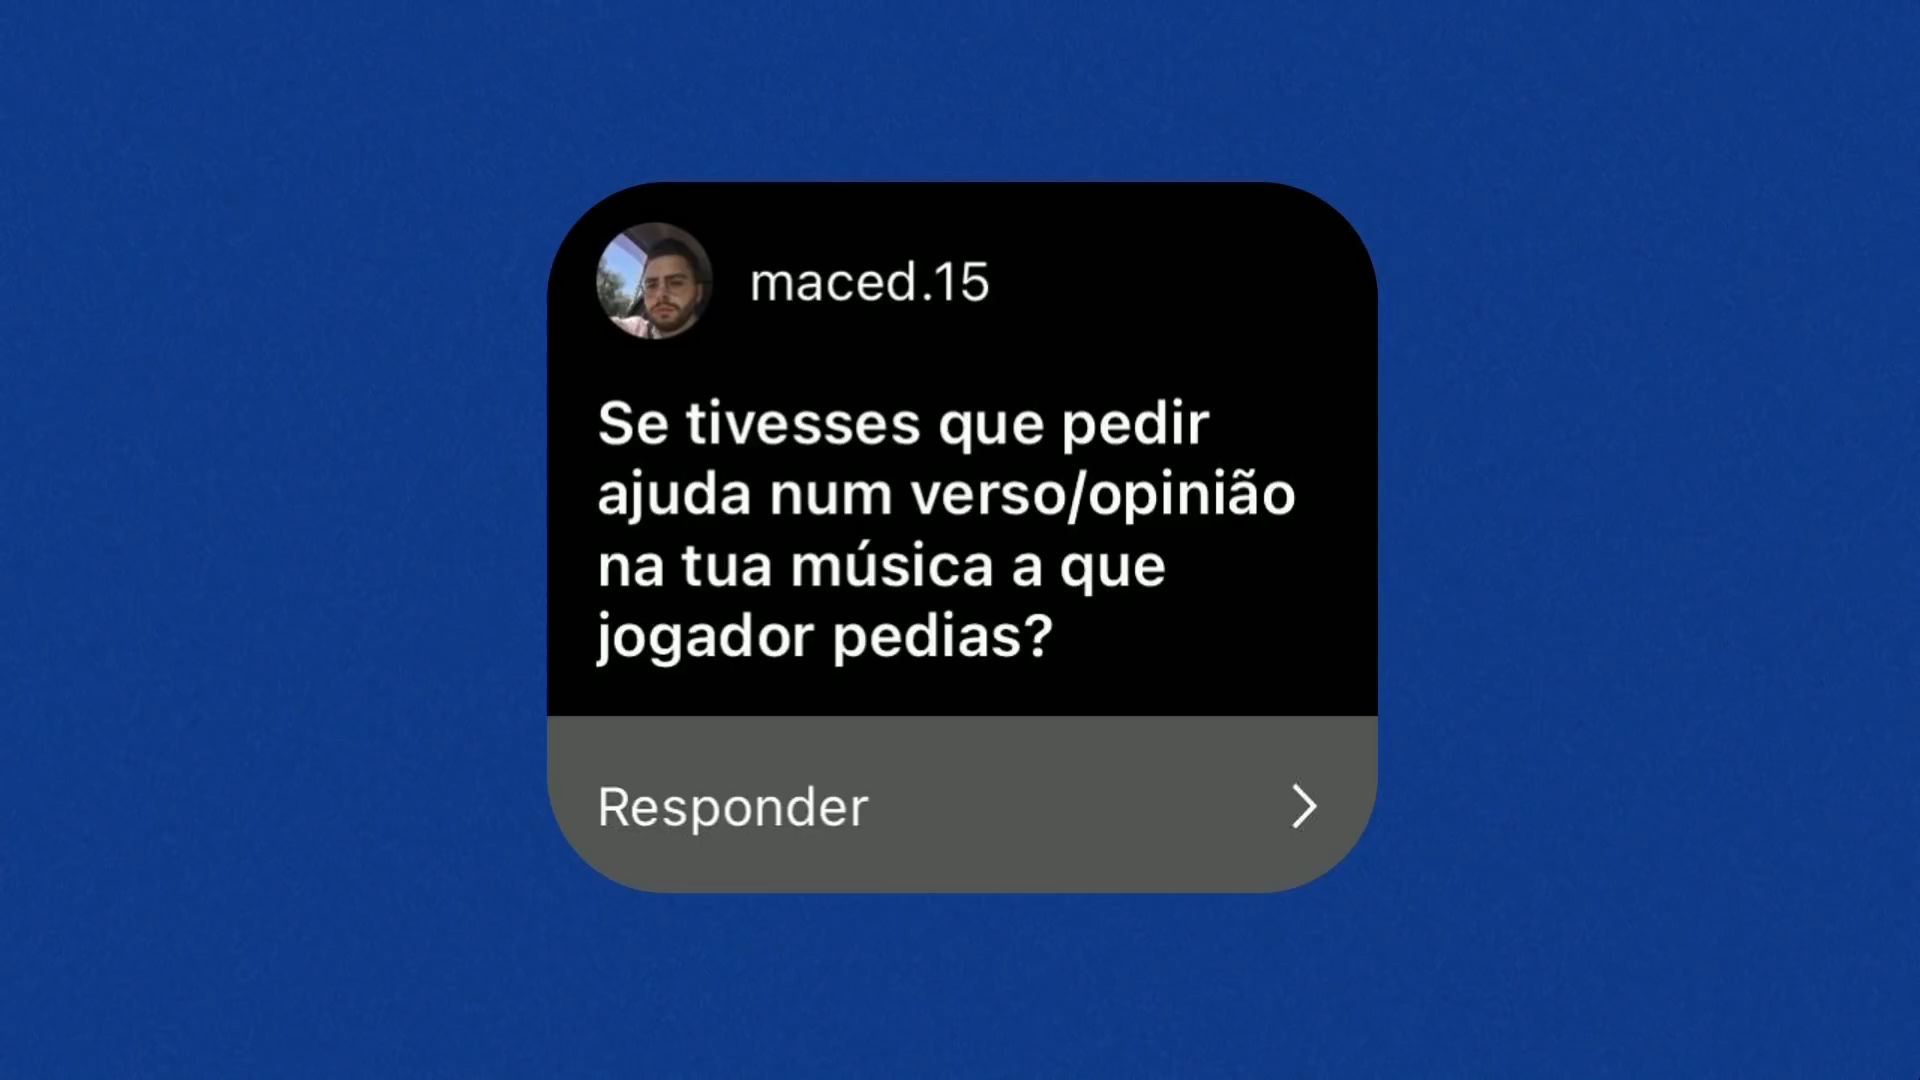 maced.15
Se tivesses que pedir
ajuda num verso/opinião
na tua música a que
jogador pedias?
Responder